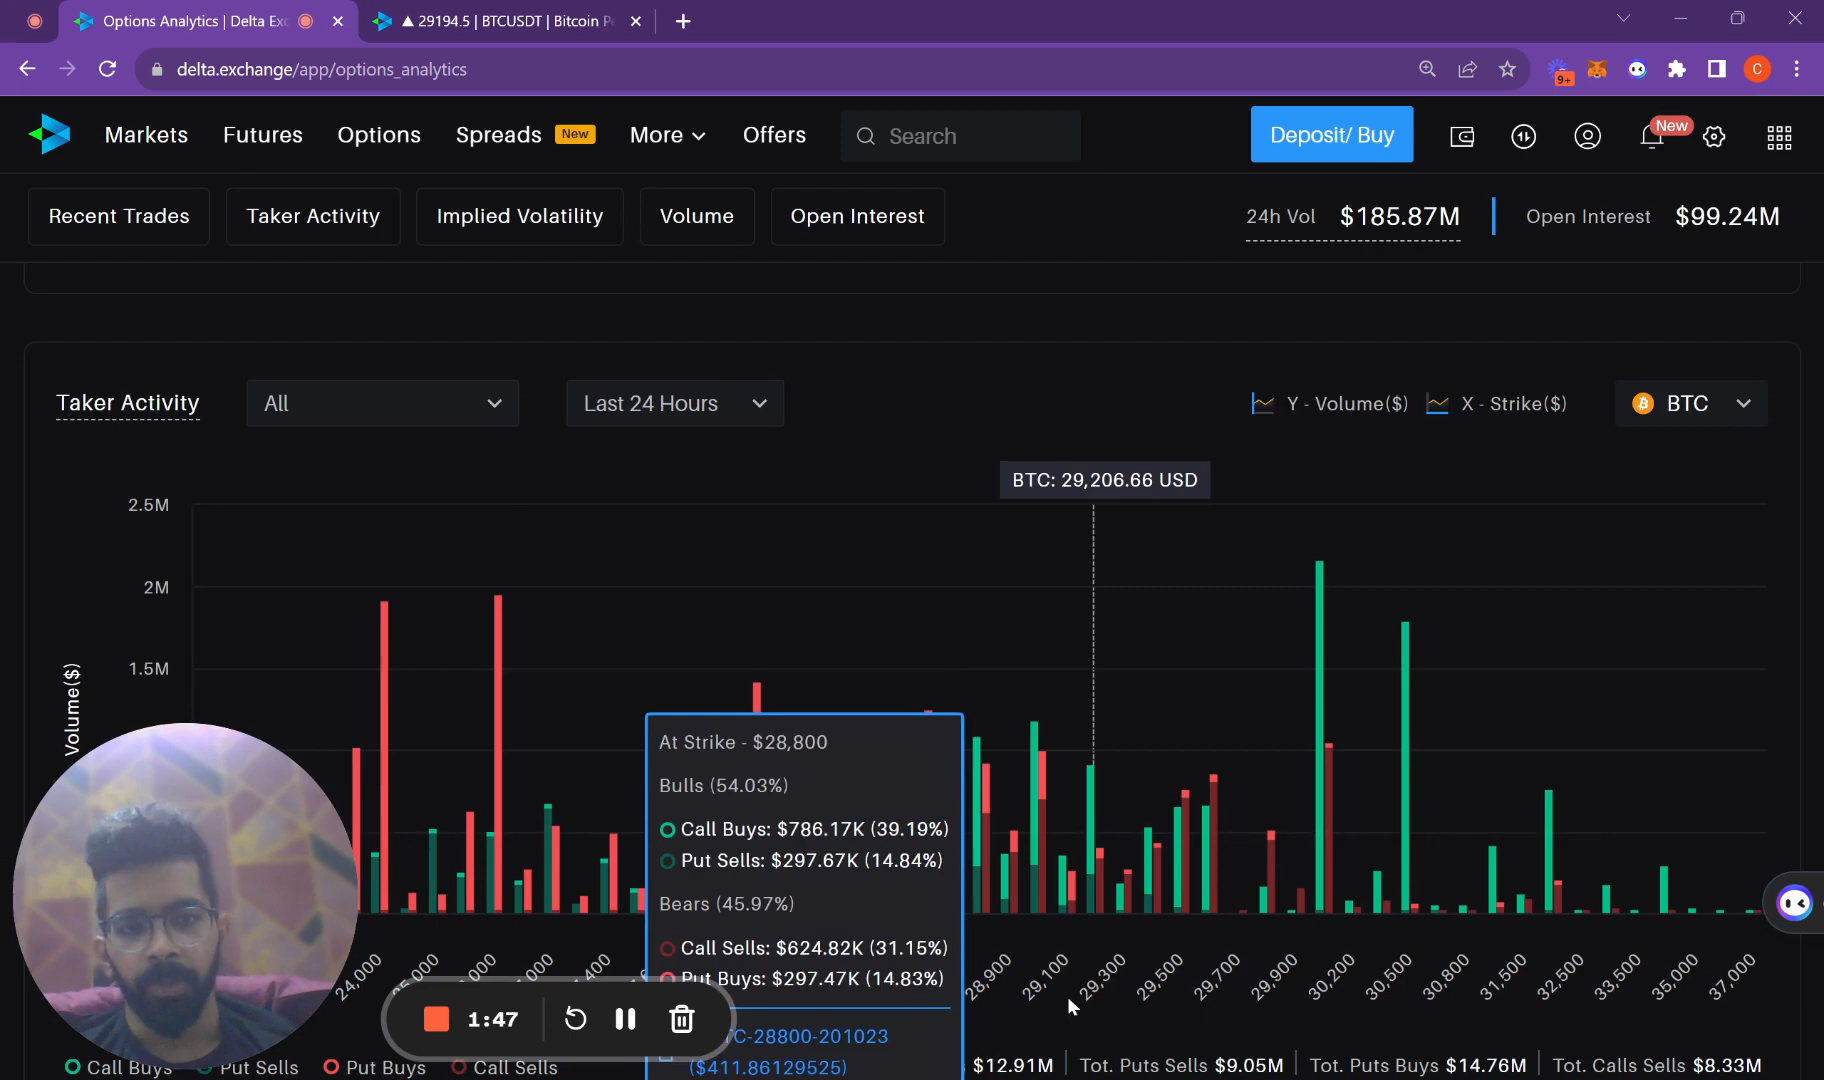 Options Analytics | Delta Exc
▲ 29194.5 | BTCUSDT | Bitcoin P
delta.exchange/app/options_analytics
9+
C
Markets
Futures
Options
Spreads
New
More
Offers
Search
Deposit/ Buy
New
Recent Trades
Taker Activity
Implied Volatility
Volume
Open Interest
24h Vol $185.87M
Open Interest $99.24M
Taker Activity
All
Last 24 Hours
Y - Volume($)
X - Strike($)
BTC
BTC: 29,206.66 USD
2.5M
2M
1.5M
Volume($)
At Strike - $28,800
Bulls (54.03%)
Call Buys: $786.17K (39.19%)
Put Sells: $297.67K (14.84%)
Bears (45.97%)
Call Sells: $624.82K (31.15%)
Put Buys: $297.47K (14.83%)
TC-28800-201023
($411.86129525)
24,000
28,900
29,100
29,300
29,500
29,700
29,900
30,200
30,500
30,800
31,500
32,500
33,500
35,000
37,000
1:47
Call Buys
Put Sells
Put Buys
Call Sells
$12.91M
Tot. Puts Sells $9.05M
Tot. Puts Buys $14.76M
Tot. Calls Sells $8.33M